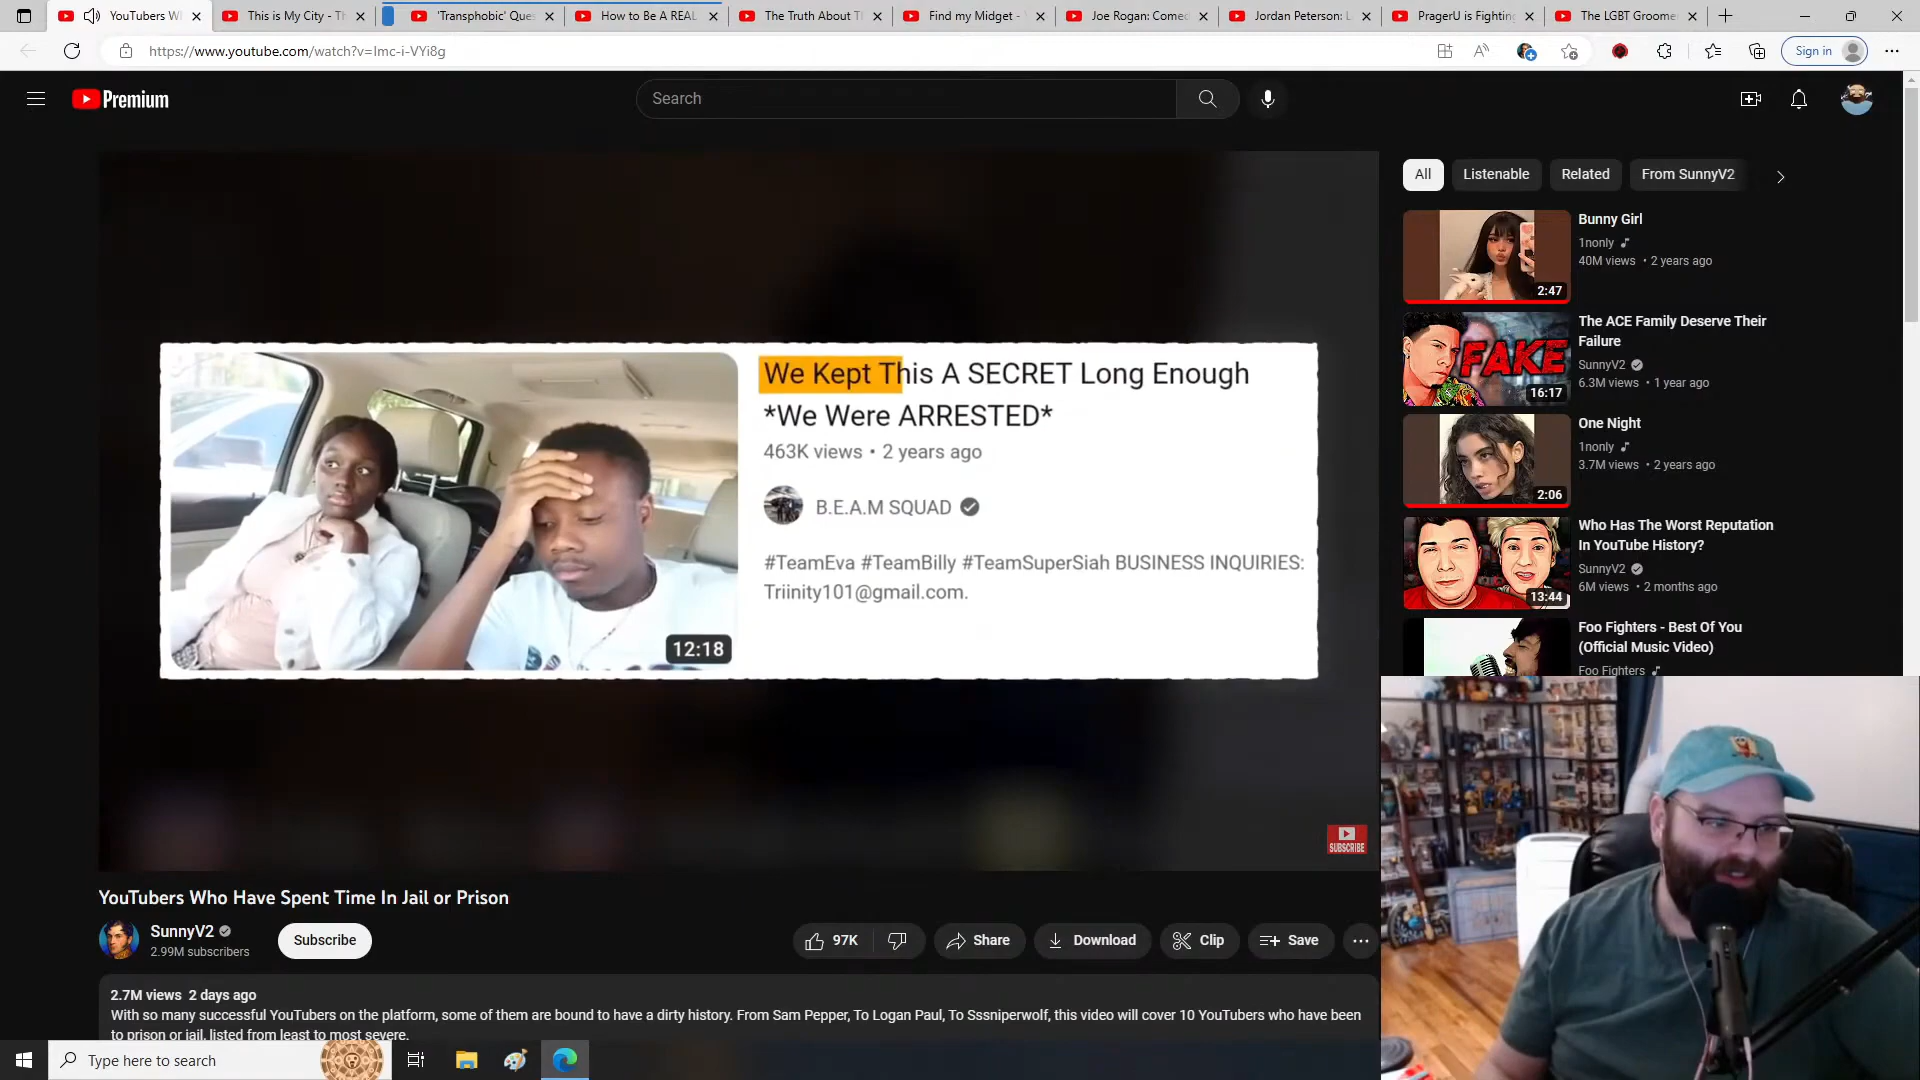 YouTubers W
This is My City - Th
'Transphobic' Ques
How to Be A REAL
The Truth About Th
Find my Midget -
Joe Rogan: Comed
Jordan Peterson: L
PragerU is Fighting
The LGBT Groome
https://www.youtube.com/watch?v=Imc-i-VYi8g
Sign in
Premium
Search
All
Listenable
Related
From SunnyV2
We Kept This A SECRET Long Enough
*We Were ARRESTED*
463K views • 2 years ago
B.E.A.M SQUAD
#TeamEva #TeamBilly #TeamSuperSiah BUSINESS INQUIRIES:
Triinity101@gmail.com.
12:18
SUBSCRIBE
Bunny Girl
1nonly
40M views • 2 years ago
2:47
The ACE Family Deserve Their
Failure
SunnyV2
6.3M views • 1 year ago
FAKE
16:17
One Night
1nonly
3.7M views • 2 years ago
2:06
Who Has The Worst Reputation
In YouTube History?
SunnyV2
6M views • 2 months ago
13:44
Foo Fighters - Best Of You
(Official Music Video)
Foo Fighters
YouTubers Who Have Spent Time In Jail or Prison
SunnyV2
2.99M subscribers
Subscribe
97K
Share
Download
Clip
Save
2.7M views 2 days ago
With so many successful YouTubers on the platform, some of them are bound to have a dirty history. From Sam Pepper, To Logan Paul, To Sssniperwolf, this video will cover 10 YouTubers who have been
to prison or jail, listed from least to most severe.
Type here to search